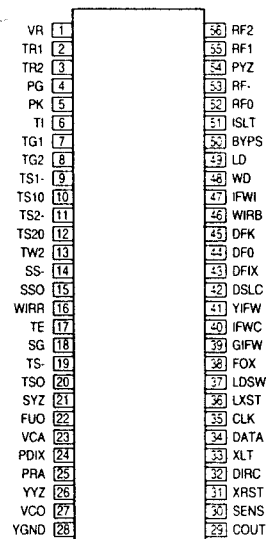 VR 1 56 RF2
TR1 2 55 RF1
TR2 3 54 PYZ
PG 4 53 RF-
PK 5 52 RF0
TI 6 51 ISLT
TG1 7 50 BYPS
TG2 8 49 LD
TS1- 9 48 WD
TS10 10 47 IFWI
TS2- 11 46 WIRB
TS20 12 45 DFK
TW2 13 44 DF0
SS- 14 43 DFIX
SSO 15 42 DSLC
WIRR 16 41 YIFW
TE 17 40 IFWC
SG 18 39 GIFW
TS- 19 38 FOX
TSO 20 37 LDSW
SYZ 21 36 LXST
FUO 22 35 CLK
VCA 23 34 DATA
PDIX 24 33 XLT
PRA 25 32 DIRC
YYZ 26 31 XRST
VCO 27 30 SENS
YGND 28 29 COUT